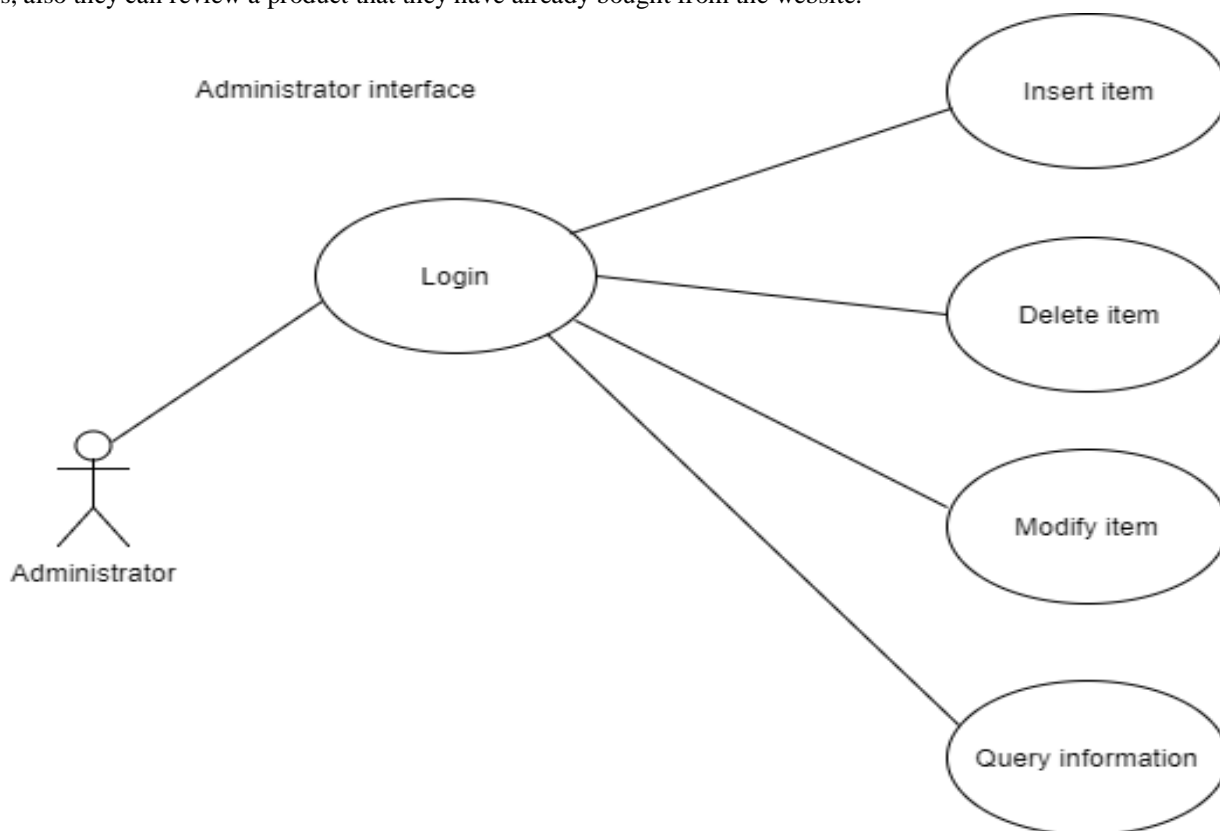 s, also they can review a product that they have already bought from the website.
Administrator interface
Insert item
Login
Delete item
Modify item
Administrator
Query information